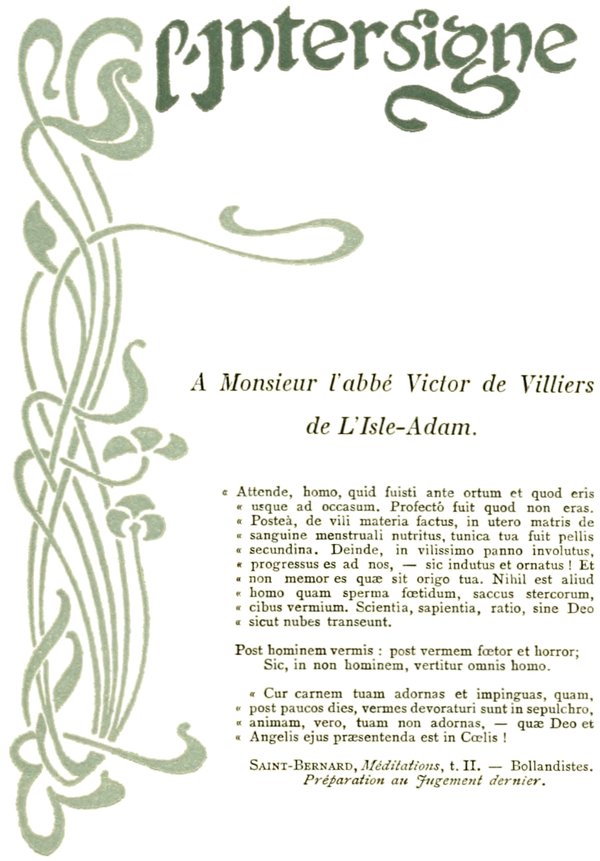 l'Intersigne
A Monsieur l'abbé Victor de Villiers
de L'Isle-Adam.
« Attende, homo, quid fuisti ante ortum et quod eris
« usque ad occasum. Profectò fuit quod non eras.
« Posteà, de vili materia factus, in utero matris de
« sanguine menstruali nutritus, tunica tua fuit pellis
« secundina. Deinde, in vilissimo panno involutus,
« progressus es ad nos, — sic indutus et ornatus ! Et
« non memor es quæ sit origo tua. Nihil est aliud
« homo quam sperma fœtidum, saccus stercorum,
« cibus vermium. Scientia, sapientia, ratio, sine Deo
« sicut nubes transeunt.
Post hominem vermis : post vermem fœtor et horror;
Sic, in non hominem, vertitur omnis homo.
« Cur carnem tuam adornas et impinguas, quam,
« post paucos dies, vermes devoraturi sunt in sepulchro,
« animam, vero, tuam non adornas, — quæ Deo et
« Angelis ejus præsentenda est in Cœlis !
SAINT-BERNARD, Méditations, t. II. — Bollandistes.
Préparation au Jugement dernier.